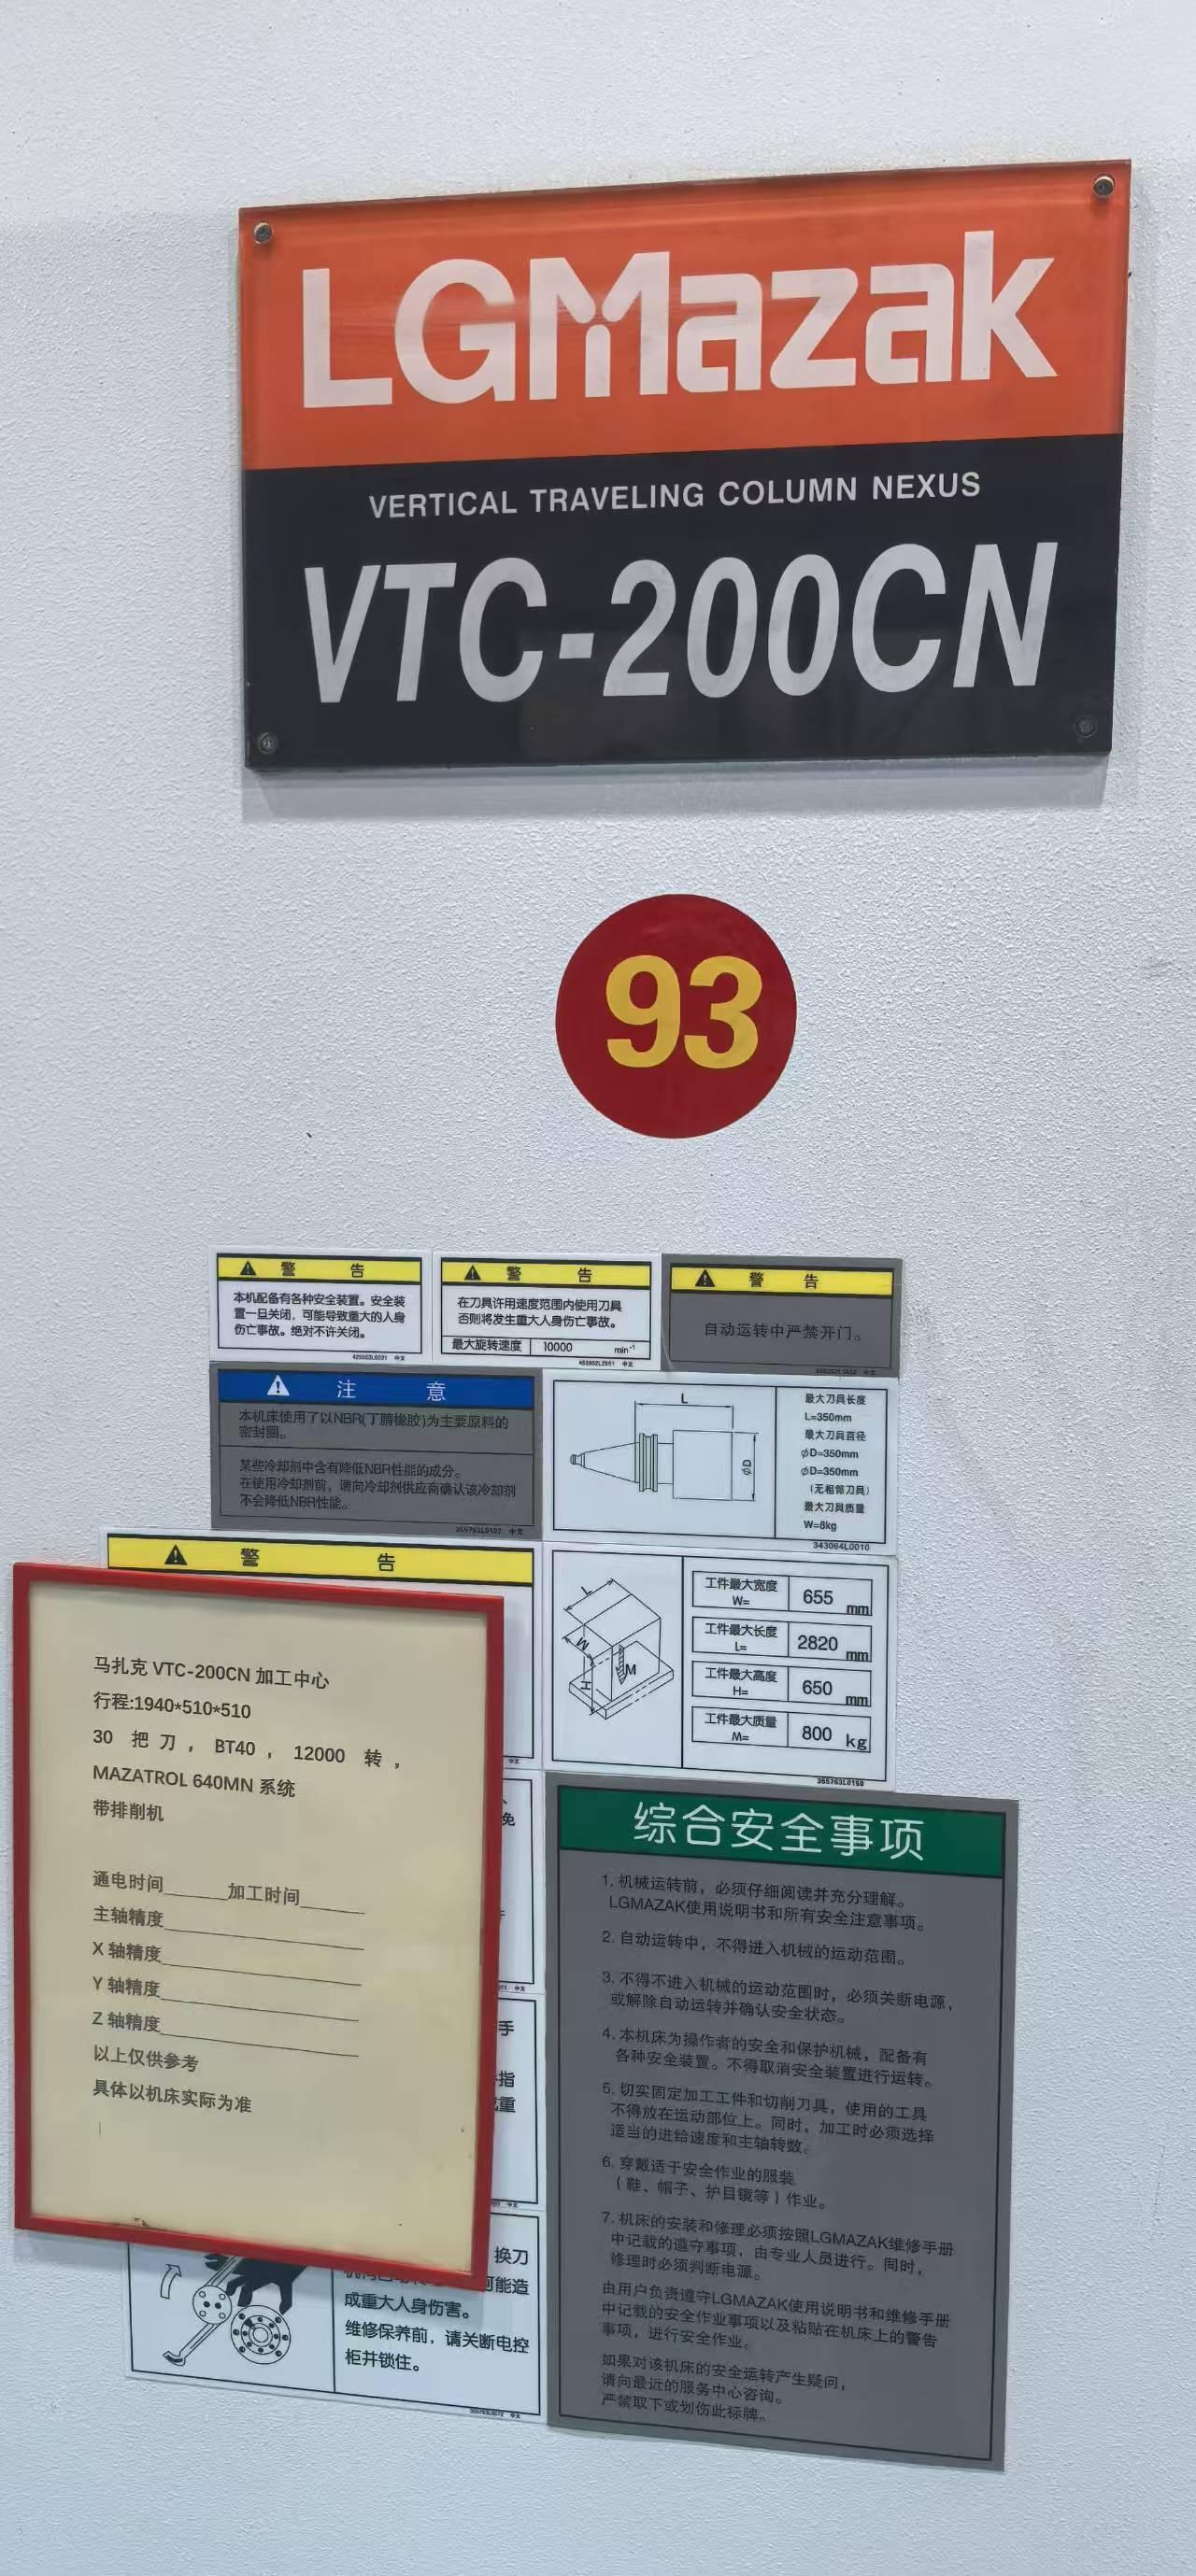 LGMazak
VERTICAL TRAVELING COLUMN NEXUS
VTC-200CN
93
警 告
本机配备有各种安全装置。安全装
置一旦关闭，可能导致重大的人身
伤亡事故。绝对不许关闭。
警 告
在刀具许用速度范围内使用刀具
否则将发生重大人身伤亡事故。
最大旋转速度 10000 min⁻¹
警 告
自动运转中严禁开门。
注 意
本机床使用了以NBR(丁腈橡胶)为主要原料的
密封圈。
某些冷却剂中含有降低NBR性能的成分。
在使用冷却剂前，请向冷却剂供应商确认该冷却剂
不会降低NBR性能。
L
φD
最大刀具长度
L=350mm
最大刀具直径
φD=350mm
φD=350mm
（无相邻刀具）
最大刀具质量
W=8kg
343064L0010
警 告
L
W
H
M
工件最大宽度
W= 655 mm
工件最大长度
L= 2820 mm
工件最大高度
H= 650 mm
工件最大质量
M= 800 kg
马扎克 VTC-200CN 加工中心
行程:1940*510*510
30 把 刀 ， BT40 ， 12000 转 ，
MAZATROL 640MN 系统
带排削机
通电时间______加工时间______
主轴精度
X 轴精度
Y 轴精度
Z 轴精度
以上仅供参考
具体以机床实际为准
免
手
指
重
换刀
可能造
成重大人身伤害。
维修保养前，请关断电控
柜并锁住。
综合安全事项
1. 机械运转前，必须仔细阅读并充分理解。
LGMAZAK使用说明书和所有安全注意事项。
2. 自动运转中，不得进入机械的运动范围。
3. 不得不进入机械的运动范围时，必须关断电源，
或解除自动运转并确认安全状态。
4. 本机床为操作者的安全和保护机械，配备有
各种安全装置。不得取消安全装置进行运转。
5. 切实固定加工工件和切削刀具，使用的工具
不得放在运动部位上。同时，加工时必须选择
适当的进给速度和主轴转数。
6. 穿戴适于安全作业的服装
（鞋、帽子、护目镜等）作业。
7. 机床的安装和修理必须按照LGMAZAK维修手册
中记载的遵守事项，由专业人员进行。同时，
修理时必须判断电源。
由用户负责遵守LGMAZAK使用说明书和维修手册
中记载的安全作业事项以及粘贴在机床上的警告
事项，进行安全作业。
如果对该机床的安全运转产生疑问，
请向最近的服务中心咨询。
严禁取下或划伤此标牌。